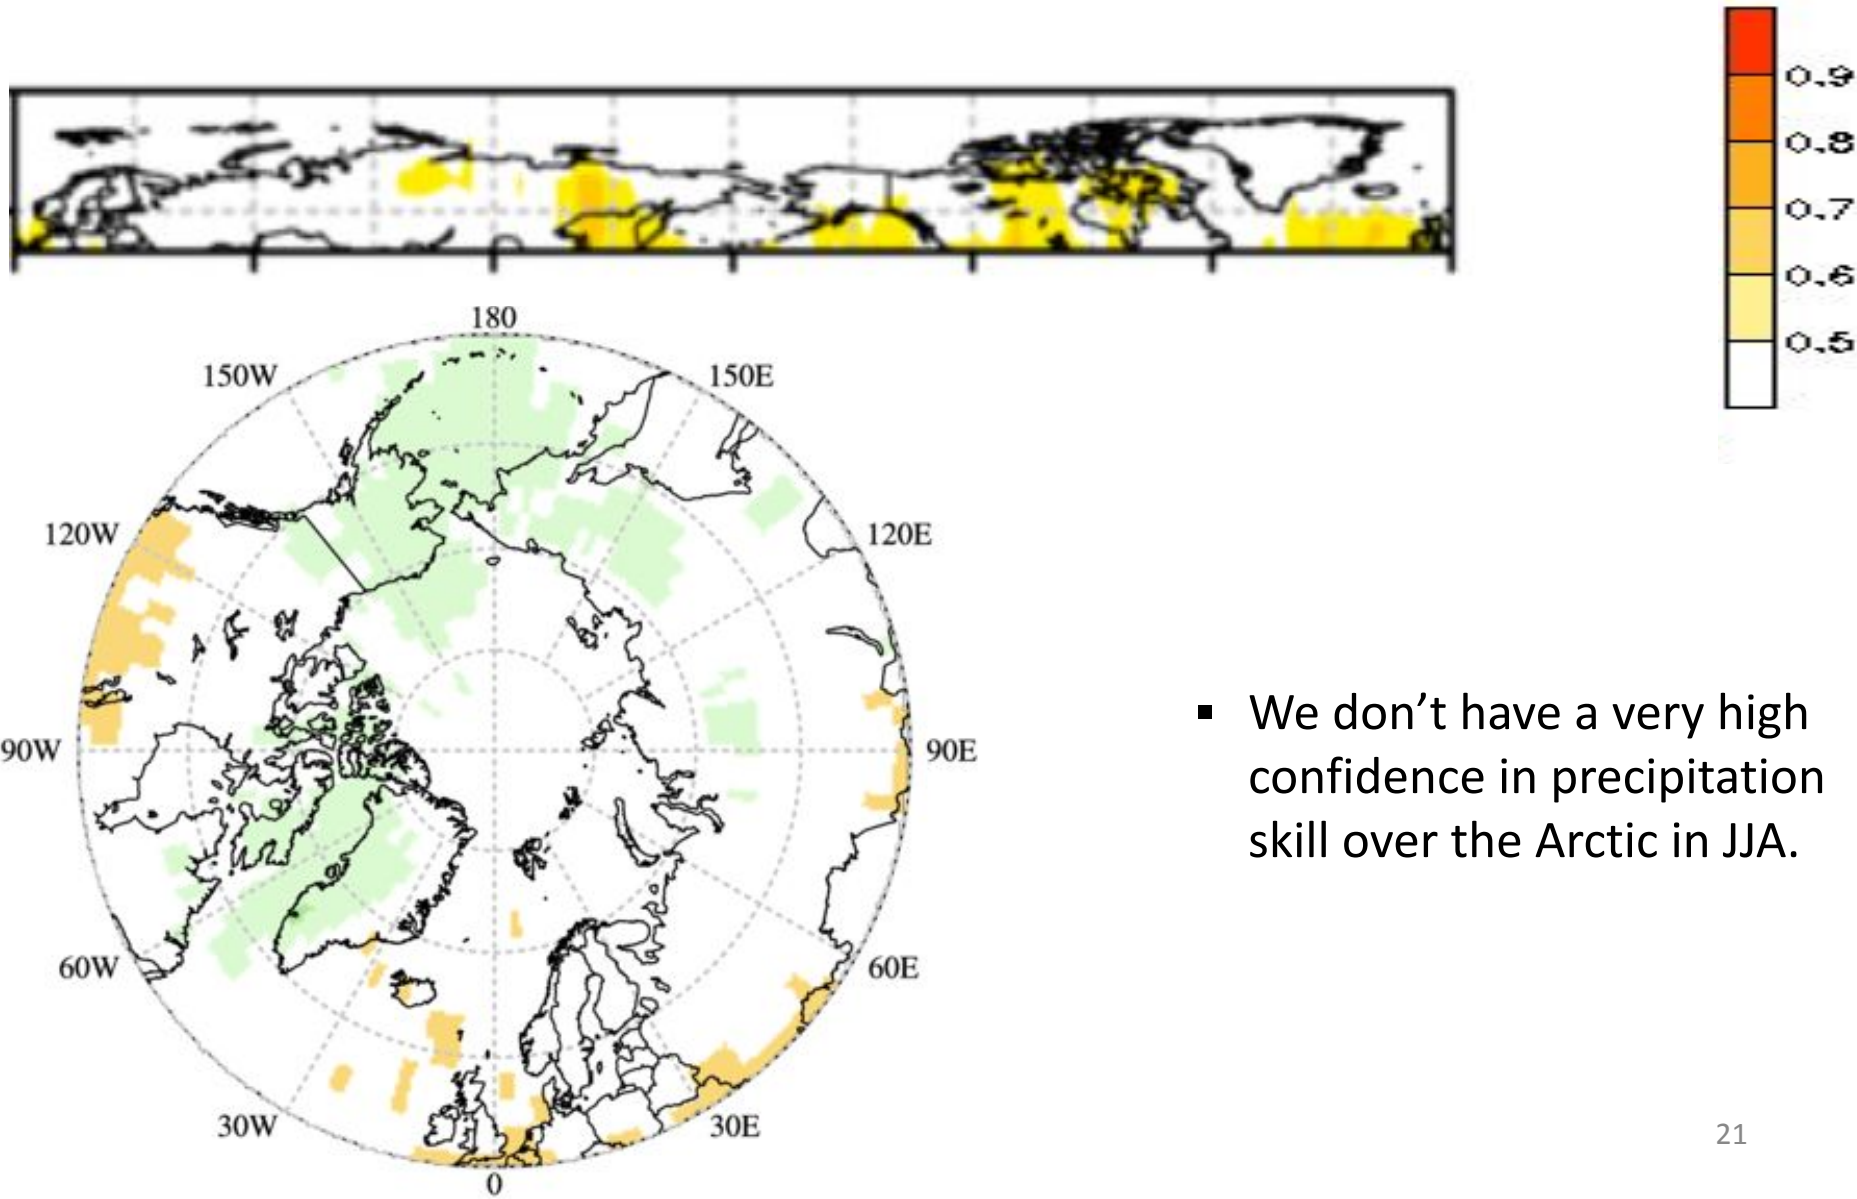 0.9
0.8
0.7
0.6
0.5
180
150W
150E
120W
120E
90W
90E
60W
60E
30W
30E
0
▪ We don’t have a very high
confidence in precipitation
skill over the Arctic in JJA.
21